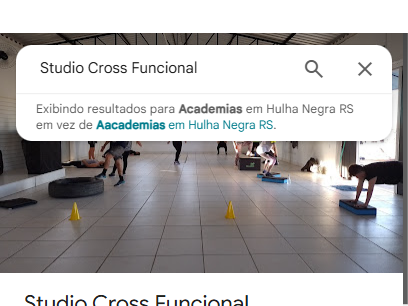 Studio Cross Funcional
Exibindo resultados para Academias em Hulha Negra RS
em vez de Aacademias em Hulha Negra RS.
Studio Cross Funcional